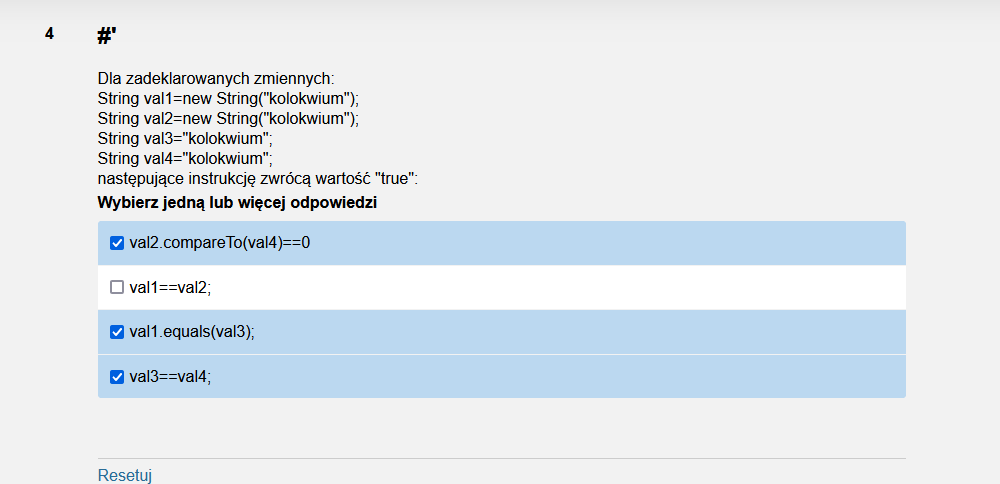 4
#'
Dla zadeklarowanych zmiennych:
String val1=new String("kolokwium");
String val2=new String("kolokwium");
String val3="kolokwium";
String val4="kolokwium";
następujące instrukcję zwrócą wartość "true":
Wybierz jedną lub więcej odpowiedzi
val2.compareTo(val4)==0
val1==val2;
val1.equals(val3);
val3==val4;
Resetuj